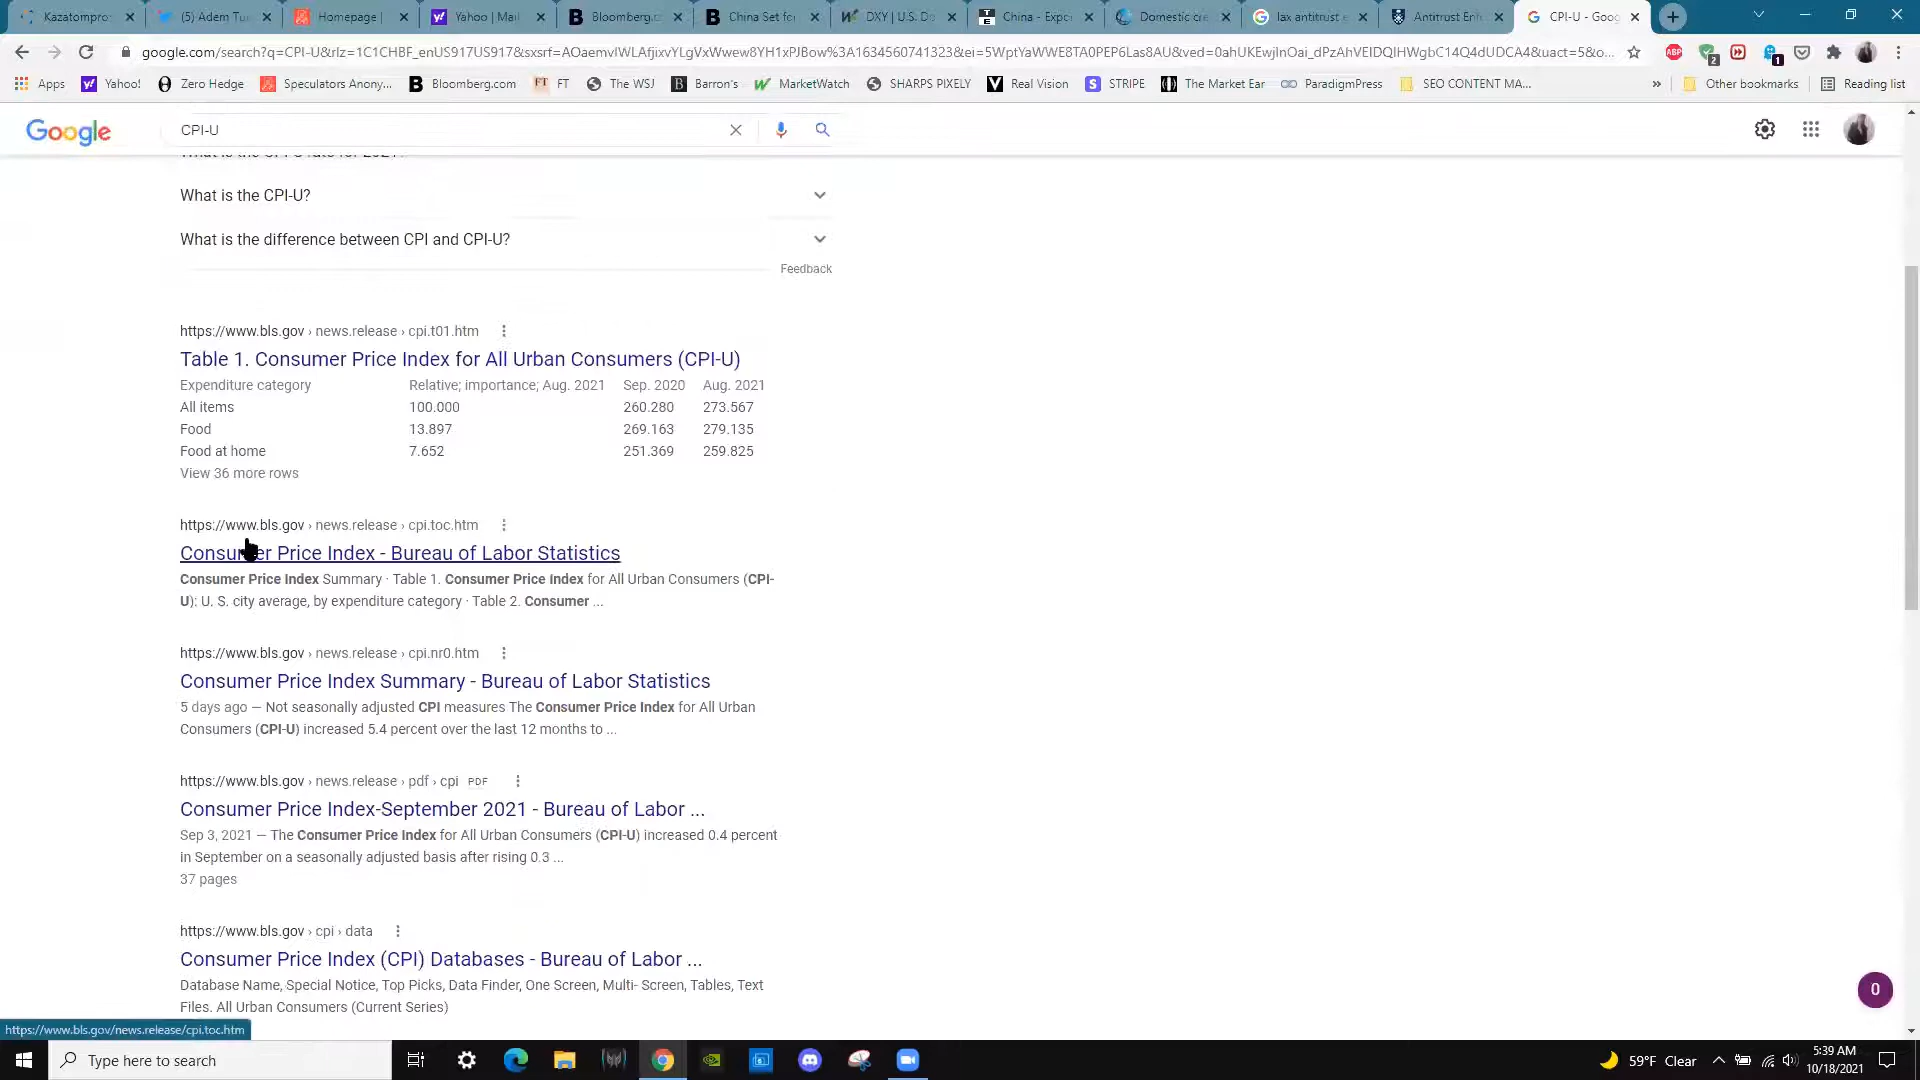 Kazatompro
(5) Adem Tu
Homepage |
Yahoo | Mail
Bloomberg.c
China Set for
DXY | U.S. Do
China - Expo
Domestic cre
lax antitrust e
Antitrust Enf
CPI-U - Goog
google.com/search?q=CPI-U&rlz=1C1CHBF_enUS917US917&sxsrf=AOaemvIWLAfjixvYLgVxWwew8YH1xPJBow%3A1634560741323&ei=5WptYaWWE8TA0PEP6Las8AU&ved=0ahUKEwjlnOai_dPzAhVEIDQIHWgbC14Q4dUDCA4&uact=5&o...
Apps
Yahoo!
Zero Hedge
Speculators Anony...
Bloomberg.com
FT FT
The WSJ
Barron's
MarketWatch
SHARPS PIXELY
Real Vision
STRIPE
The Market Ear
ParadigmPress
SEO CONTENT MA...
»
Other bookmarks
Reading list
Google
CPI-U
What is the CPI-U?
What is the difference between CPI and CPI-U?
Feedback
https://www.bls.gov › news.release › cpi.t01.htm
Table 1. Consumer Price Index for All Urban Consumers (CPI-U)
Expenditure category Relative; importance; Aug. 2021 Sep. 2020 Aug. 2021
All items 100.000 260.280 273.567
Food 13.897 269.163 279.135
Food at home 7.652 251.369 259.825
View 36 more rows
https://www.bls.gov › news.release › cpi.toc.htm
Consumer Price Index - Bureau of Labor Statistics
Consumer Price Index Summary · Table 1. Consumer Price Index for All Urban Consumers (CPI-
U): U. S. city average, by expenditure category · Table 2. Consumer ...
https://www.bls.gov › news.release › cpi.nr0.htm
Consumer Price Index Summary - Bureau of Labor Statistics
5 days ago — Not seasonally adjusted CPI measures The Consumer Price Index for All Urban
Consumers (CPI-U) increased 5.4 percent over the last 12 months to ...
https://www.bls.gov › news.release › pdf › cpi PDF
Consumer Price Index-September 2021 - Bureau of Labor ...
Sep 3, 2021 — The Consumer Price Index for All Urban Consumers (CPI-U) increased 0.4 percent
in September on a seasonally adjusted basis after rising 0.3 ...
37 pages
https://www.bls.gov › cpi › data
Consumer Price Index (CPI) Databases - Bureau of Labor ...
Database Name, Special Notice, Top Picks, Data Finder, One Screen, Multi- Screen, Tables, Text
Files. All Urban Consumers (Current Series)
0
https://www.bls.gov/news.release/cpi.toc.htm
Type here to search
59°F Clear
5:39 AM
10/18/2021